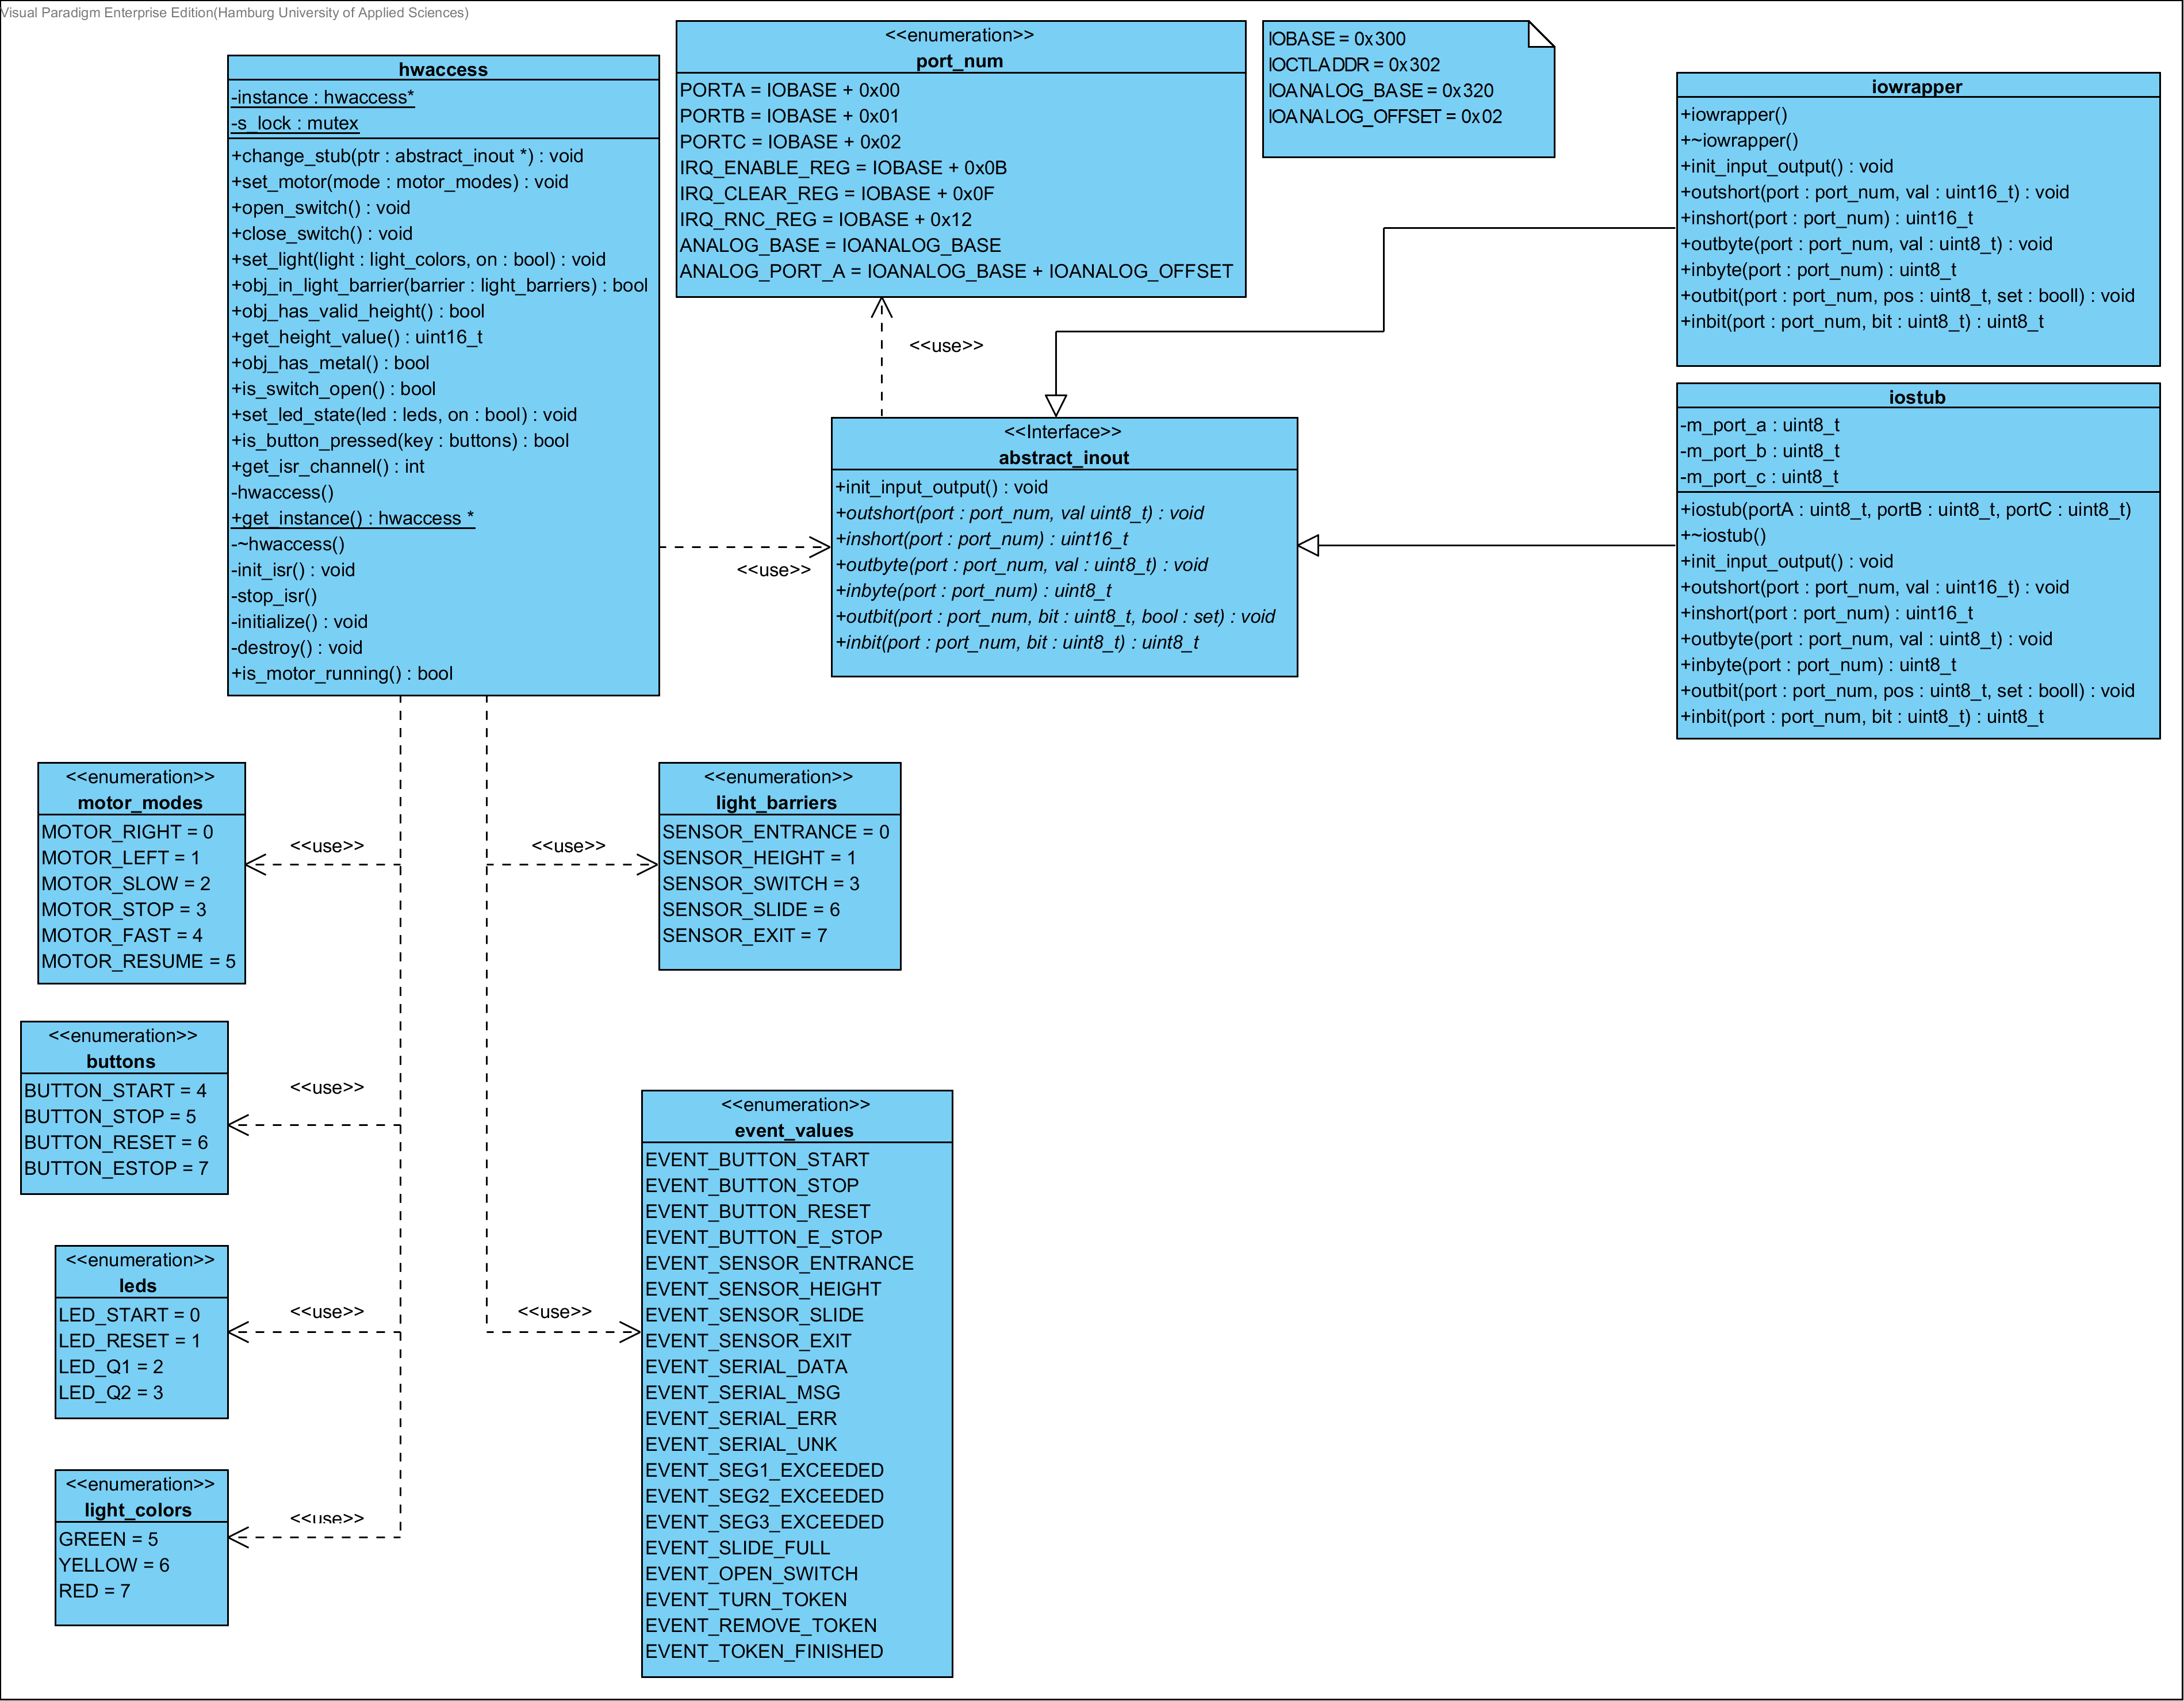 Visual Paradigm Enterprise Edition(Hamburg University of Applied Sciences)
hwaccess
-instance : hwaccess*
-s_lock : mutex
+change_stub(ptr : abstract_inout *) : void
+set_motor(mode : motor_modes) : void
+open_switch() : void
+close_switch() : void
+set_light(light : light_colors, on : bool) : void
+obj_in_light_barrier(barrier : light_barriers) : bool
+obj_has_valid_height() : bool
+get_height_value() : uint16_t
+obj_has_metal() : bool
+is_switch_open() : bool
+set_led_state(led : leds, on : bool) : void
+is_button_pressed(key : buttons) : bool
+get_isr_channel() : int
-hwaccess()
+get_instance() : hwaccess *
-~hwaccess()
-init_isr() : void
-stop_isr()
-initialize() : void
-destroy() : void
+is_motor_running() : bool
<<enumeration>>
port_num
PORTA = IOBASE + 0x00
PORTB = IOBASE + 0x01
PORTC = IOBASE + 0x02
IRQ_ENABLE_REG = IOBASE + 0x0B
IRQ_CLEAR_REG = IOBASE + 0x0F
IRQ_RNC_REG = IOBASE + 0x12
ANALOG_BASE = IOANALOG_BASE
ANALOG_PORT_A = IOANALOG_BASE + IOANALOG_OFFSET
IOBASE = 0x300
IOCTLADDR = 0x302
IOANALOG_BASE = 0x320
IOANALOG_OFFSET = 0x02
iowrapper
+iowrapper()
+~iowrapper()
+init_input_output() : void
+outshort(port : port_num, val : uint16_t) : void
+inshort(port : port_num) : uint16_t
+outbyte(port : port_num, val : uint8_t) : void
+inbyte(port : port_num) : uint8_t
+outbit(port : port_num, pos : uint8_t, set : booll) : void
+inbit(port : port_num, bit : uint8_t) : uint8_t
<<use>>
<<Interface>>
abstract_inout
+init_input_output() : void
+outshort(port : port_num, val uint8_t) : void
+inshort(port : port_num) : uint16_t
+outbyte(port : port_num, val : uint8_t) : void
+inbyte(port : port_num) : uint8_t
+outbit(port : port_num, bit : uint8_t, bool : set) : void
+inbit(port : port_num, bit : uint8_t) : uint8_t
<<use>>
iostub
-m_port_a : uint8_t
-m_port_b : uint8_t
-m_port_c : uint8_t
+iostub(portA : uint8_t, portB : uint8_t, portC : uint8_t)
+~iostub()
+init_input_output() : void
+outshort(port : port_num, val : uint16_t) : void
+inshort(port : port_num) : uint16_t
+outbyte(port : port_num, val : uint8_t) : void
+inbyte(port : port_num) : uint8_t
+outbit(port : port_num, pos : uint8_t, set : booll) : void
+inbit(port : port_num, bit : uint8_t) : uint8_t
<<enumeration>>
motor_modes
MOTOR_RIGHT = 0
MOTOR_LEFT = 1
MOTOR_SLOW = 2
MOTOR_STOP = 3
MOTOR_FAST = 4
MOTOR_RESUME = 5
<<use>>
<<use>>
<<enumeration>>
light_barriers
SENSOR_ENTRANCE = 0
SENSOR_HEIGHT = 1
SENSOR_SWITCH = 3
SENSOR_SLIDE = 6
SENSOR_EXIT = 7
<<enumeration>>
buttons
BUTTON_START = 4
BUTTON_STOP = 5
BUTTON_RESET = 6
BUTTON_ESTOP = 7
<<use>>
<<enumeration>>
leds
LED_START = 0
LED_RESET = 1
LED_Q1 = 2
LED_Q2 = 3
<<use>>
<<use>>
<<enumeration>>
event_values
EVENT_BUTTON_START
EVENT_BUTTON_STOP
EVENT_BUTTON_RESET
EVENT_BUTTON_E_STOP
EVENT_SENSOR_ENTRANCE
EVENT_SENSOR_HEIGHT
EVENT_SENSOR_SLIDE
EVENT_SENSOR_EXIT
EVENT_SERIAL_DATA
EVENT_SERIAL_MSG
EVENT_SERIAL_ERR
EVENT_SERIAL_UNK
EVENT_SEG1_EXCEEDED
EVENT_SEG2_EXCEEDED
EVENT_SEG3_EXCEEDED
EVENT_SLIDE_FULL
EVENT_OPEN_SWITCH
EVENT_TURN_TOKEN
EVENT_REMOVE_TOKEN
EVENT_TOKEN_FINISHED
<<enumeration>>
light_colors
GREEN = 5
YELLOW = 6
RED = 7
<<use>>